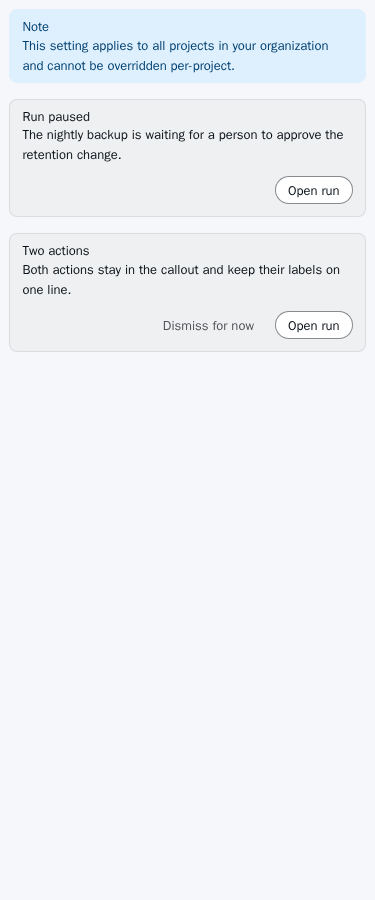 Note
This setting applies to all projects in your organization
and cannot be overridden per-project.
Run paused
The nightly backup is waiting for a person to approve the
retention change.
Open run
Two actions
Both actions stay in the callout and keep their labels on
one line.
Dismiss for now
Open run